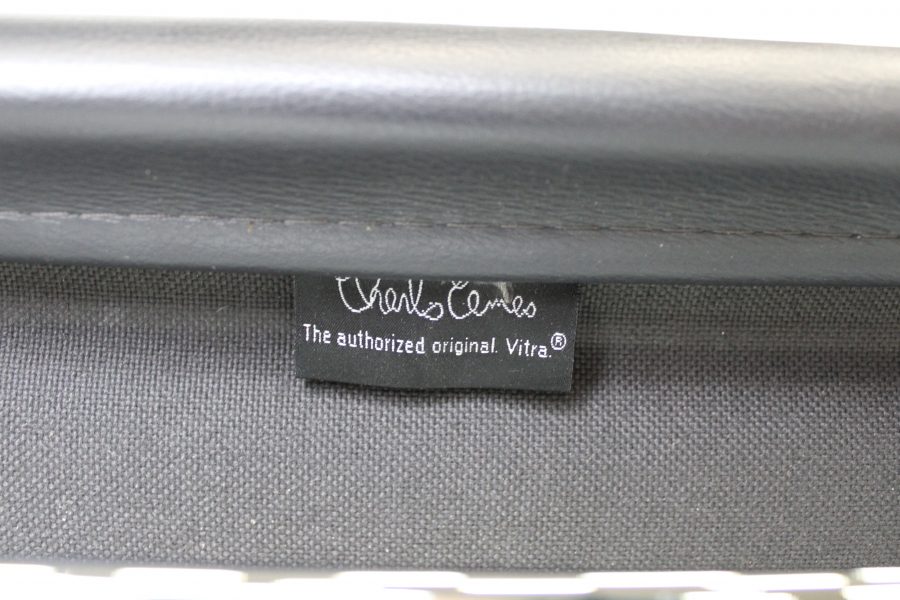 Charles Eames
The authorized original. Vitra.®